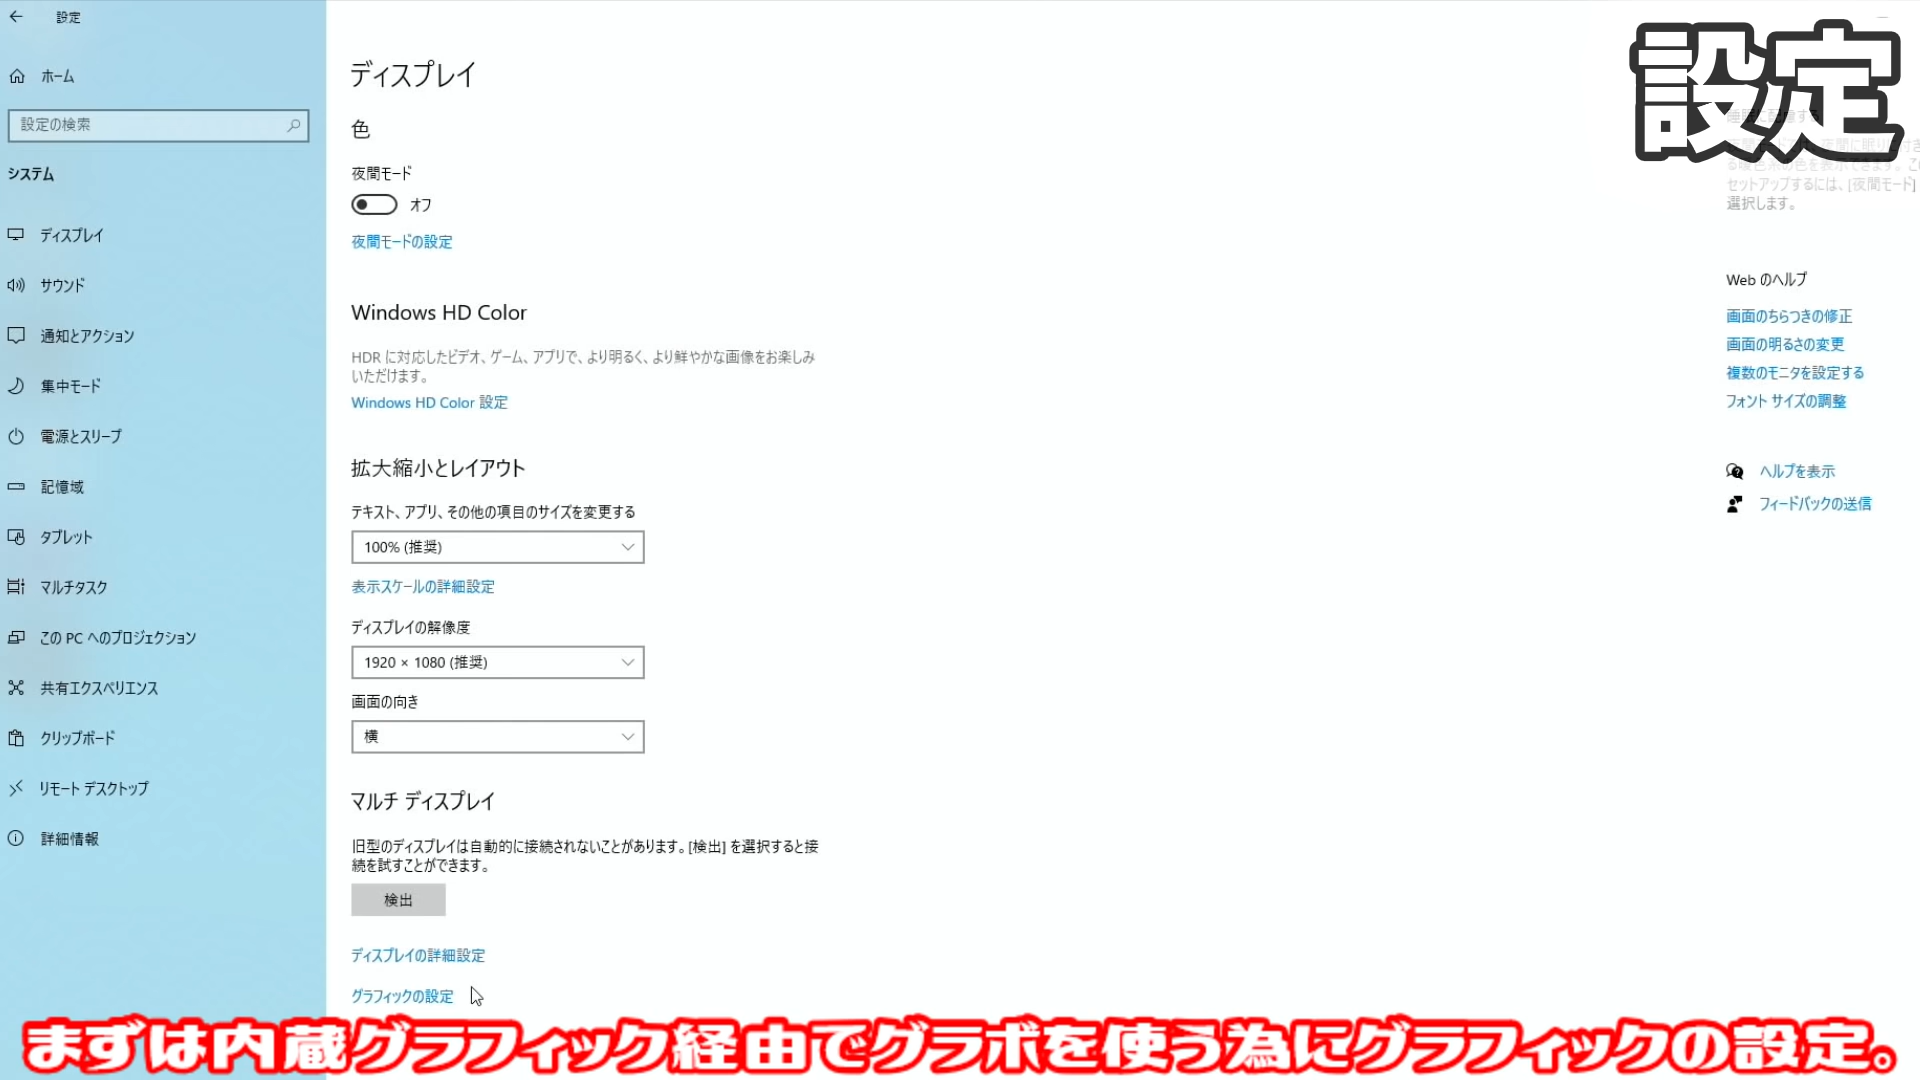 設定
ホーム
設定の検索
システム
ディスプレイ
サウンド
通知とアクション
集中モード
電源とスリープ
記憶域
タブレット
マルチタスク
この PC へのプロジェクション
共有エクスペリエンス
クリップボード
リモート デスクトップ
詳細情報
ディスプレイ
色
夜間モード
オフ
夜間モードの設定
Windows HD Color
HDR に対応したビデオ、ゲーム、アプリで、より明るく、より鮮やかな画像をお楽しみ
いただけます。
Windows HD Color 設定
拡大縮小とレイアウト
テキスト、アプリ、その他の項目のサイズを変更する
100% (推奨)
表示スケールの詳細設定
ディスプレイの解像度
1920 × 1080 (推奨)
画面の向き
横
マルチ ディスプレイ
旧型のディスプレイは自動的に接続されないことがあります。[検出] を選択すると接
続を試すことができます。
検出
ディスプレイの詳細設定
グラフィックの設定
設定
セットアップするには、[夜間モード]
選択します。
Web のヘルプ
画面のちらつきの修正
画面の明るさの変更
複数のモニタを設定する
フォント サイズの調整
ヘルプを表示
フィードバックの送信
まずは内蔵グラフィック経由でグラボを使う為にグラフィックの設定。